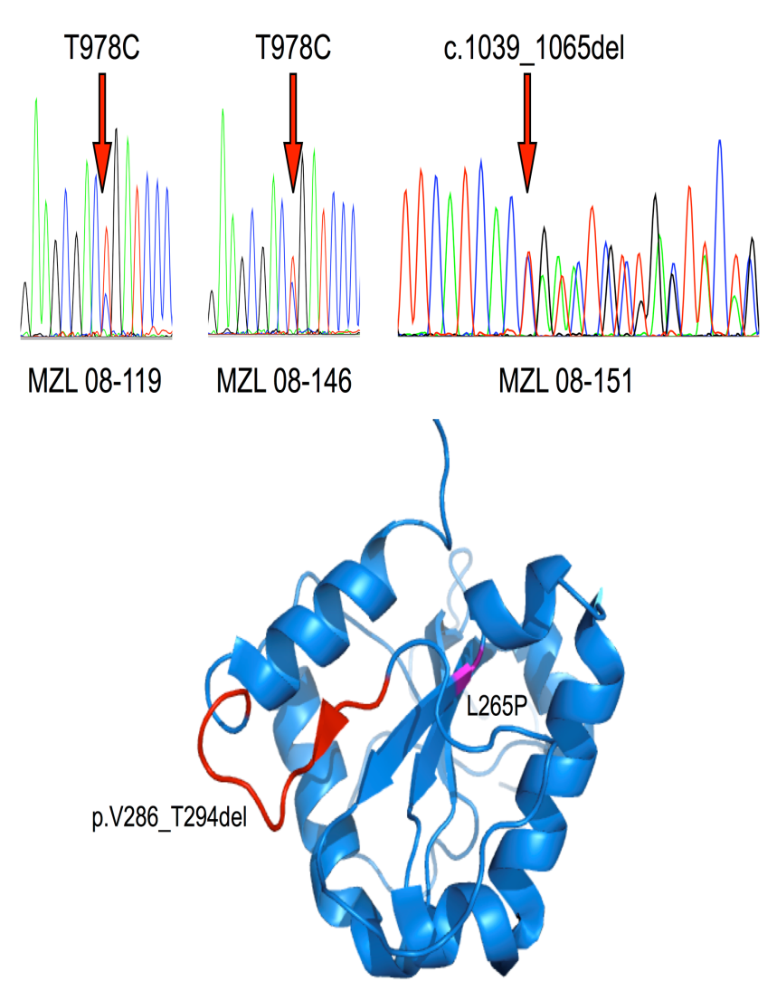 T978C
T978C
c.1039_1065del
MZL 08-119
MZL 08-146
MZL 08-151
L265P
p.V286_T294del